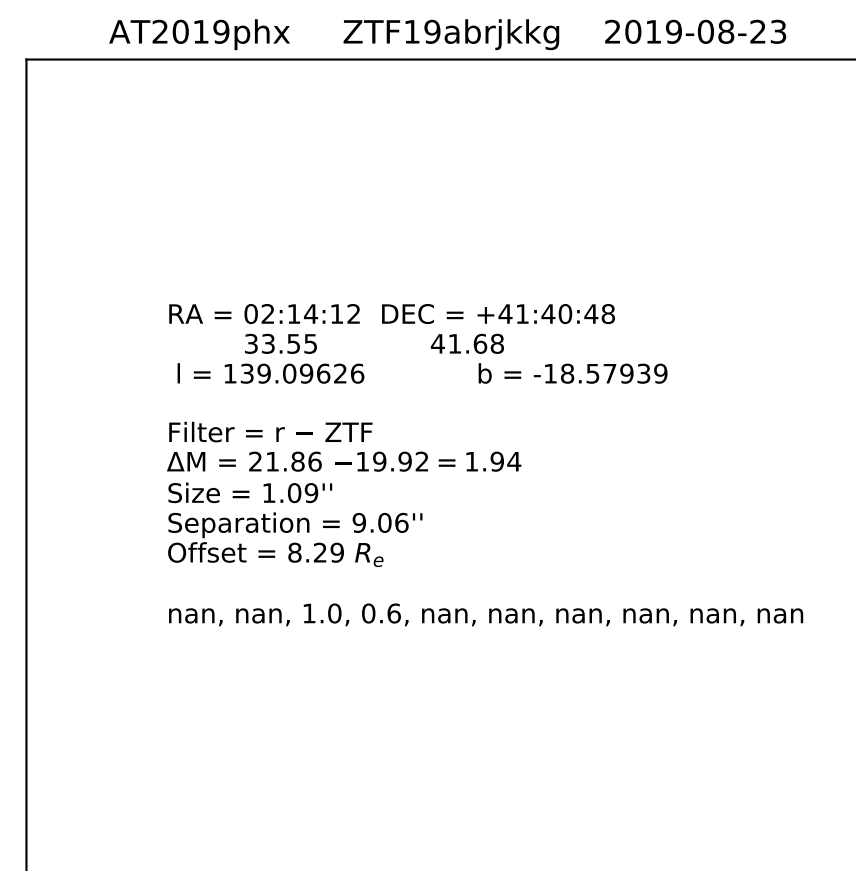 AT2019phx ZTF19abrjkkg 2019-08-23
RA = 02:14:12 DEC = +41:40:48
33.55 41.68
l = 139.09626 b = -18.57939
Filter = r − ZTF
ΔM = 21.86 −19.92 = 1.94
Size = 1.09''
Separation = 9.06''
Offset = 8.29 Rₑ
nan, nan, 1.0, 0.6, nan, nan, nan, nan, nan, nan